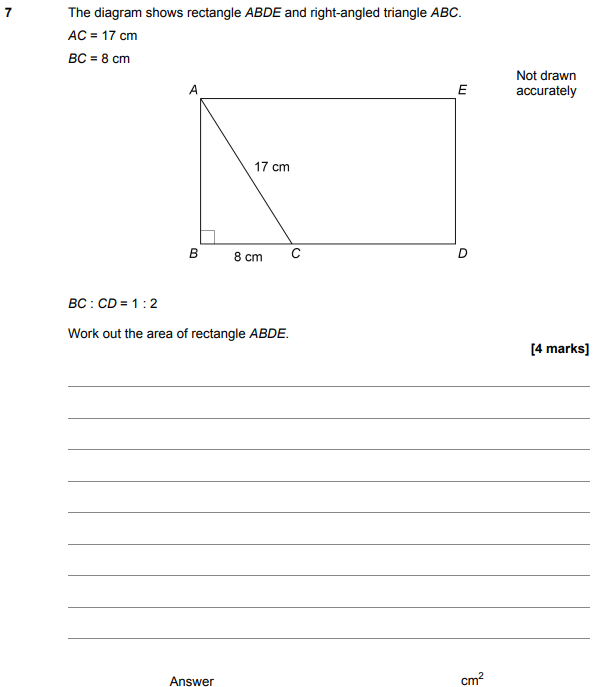 7 The diagram shows rectangle ABDE and right-angled triangle ABC.
AC = 17 cm
BC = 8 cm
Not drawn
accurately
A
E
17 cm
B
8 cm
C
D
BC : CD = 1 : 2
Work out the area of rectangle ABDE.
[4 marks]
Answer cm²